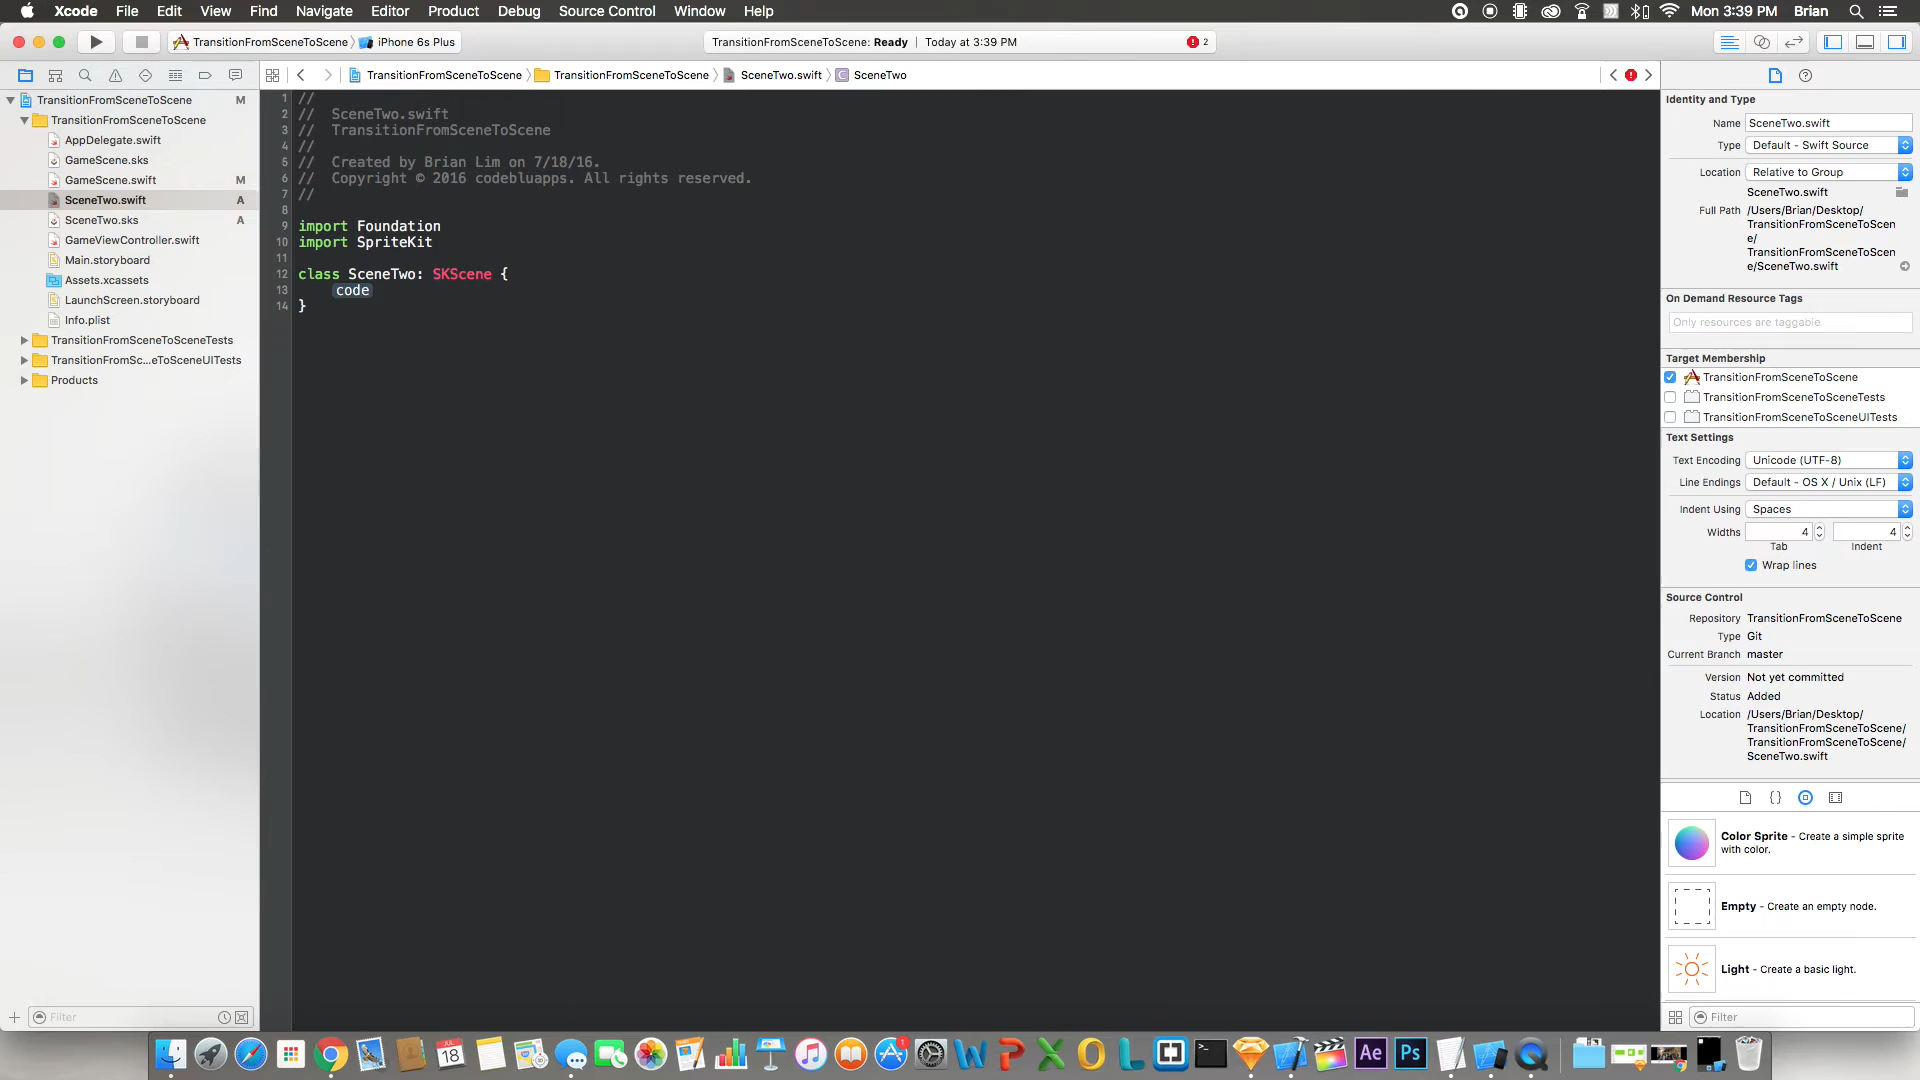 Xcode File Edit View Find Navigate Editor Product Debug Source Control Window Help Mon 3:39 PM Brian
TransitionFromSceneToScene iPhone 6s Plus TransitionFromSceneToScene: Ready Today at 3:39 PM 2
TransitionFromSceneToScene TransitionFromSceneToScene SceneTwo.swift C SceneTwo
TransitionFromSceneToScene M
TransitionFromSceneToScene
AppDelegate.swift
GameScene.sks
GameScene.swift M
SceneTwo.swift A
SceneTwo.sks A
GameViewController.swift
Main.storyboard
Assets.xcassets
LaunchScreen.storyboard
Info.plist
TransitionFromSceneToSceneTests
TransitionFromSc...eToSceneUITests
Products
Filter
1 //
2 // SceneTwo.swift
3 // TransitionFromSceneToScene
4 //
5 // Created by Brian Lim on 7/18/16.
6 // Copyright © 2016 codebluapps. All rights reserved.
7 //
8
9 import Foundation
10 import SpriteKit
11
12 class SceneTwo: SKScene {
13 code
14 }
Identity and Type
Name SceneTwo.swift
Type Default - Swift Source
Location Relative to Group
SceneTwo.swift
Full Path /Users/Brian/Desktop/
TransitionFromSceneToScen
e/
TransitionFromSceneToScen
e/SceneTwo.swift
On Demand Resource Tags
Only resources are taggable
Target Membership
TransitionFromSceneToScene
TransitionFromSceneToSceneTests
TransitionFromSceneToSceneUITests
Text Settings
Text Encoding Unicode (UTF-8)
Line Endings Default - OS X / Unix (LF)
Indent Using Spaces
Widths 4 4
Tab Indent
Wrap lines
Source Control
Repository TransitionFromSceneToScene
Type Git
Current Branch master
Version Not yet committed
Status Added
Location /Users/Brian/Desktop/
TransitionFromSceneToScene/
TransitionFromSceneToScene/
SceneTwo.swift
Color Sprite - Create a simple sprite
with color.
Empty - Create an empty node.
Light - Create a basic light.
Filter
JUL
18
1
Ae
Ps